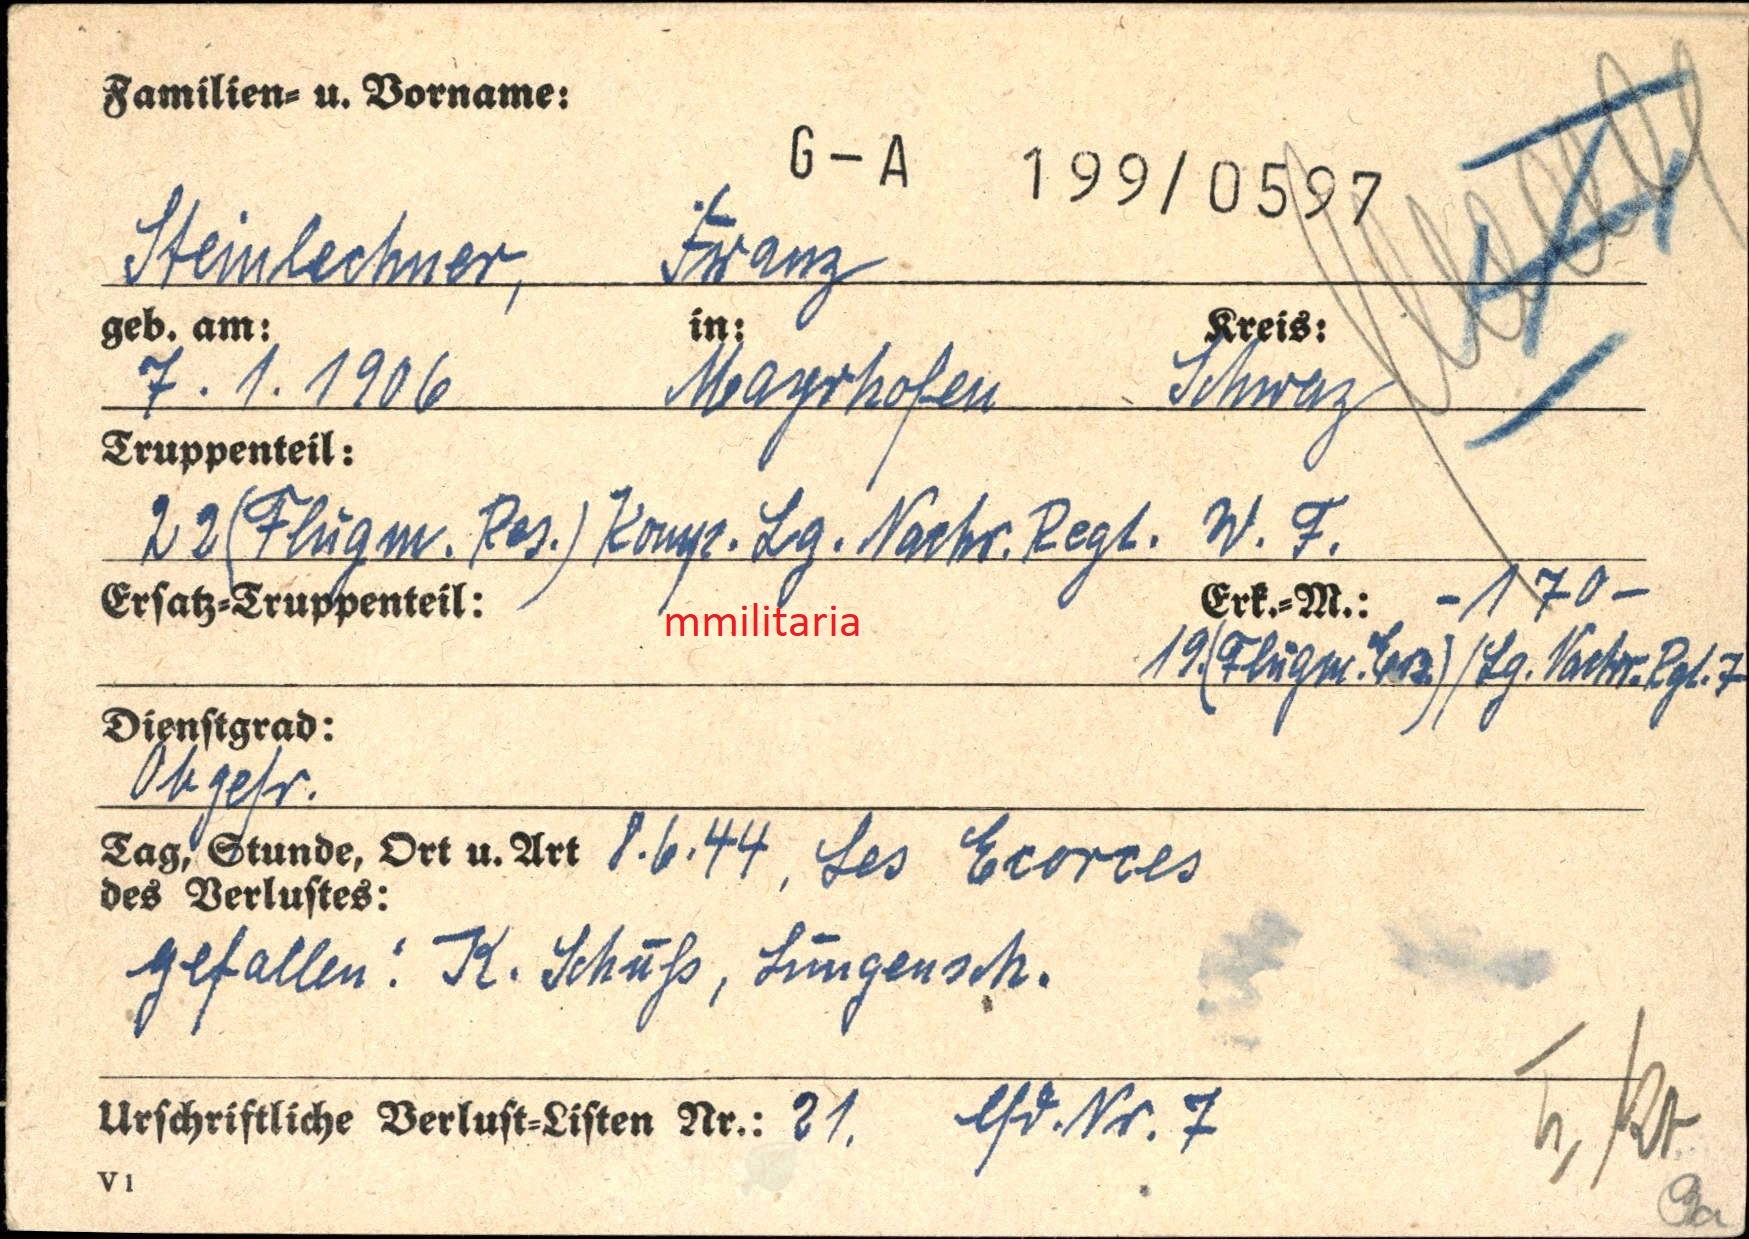 Familien- u. Vorname:
G-A 199/0597
Steinlechner, Franz
geb. am: in: Kreis:
7. 1. 1906 Mayrhofen Schwaz
Truppenteil:
22(Flugm. Res.) Komp. Lg. Nachr. Regt. W. F.
Ersatz-Truppenteil: Erk.-M.: -170-
mmilitaria
19.(Flugm. )/Lg. Nachr. Rgt. 7
Dienstgrad:
Obgefr.
Tag, Stunde, Ort u. Art 8.6.44, Les Ecorces
des Verlustes:
gefallen: K. Schuß, Lungensch.
Urschriftliche Verlust-Listen Nr.: 21. lfd. Nr. 7
V 1